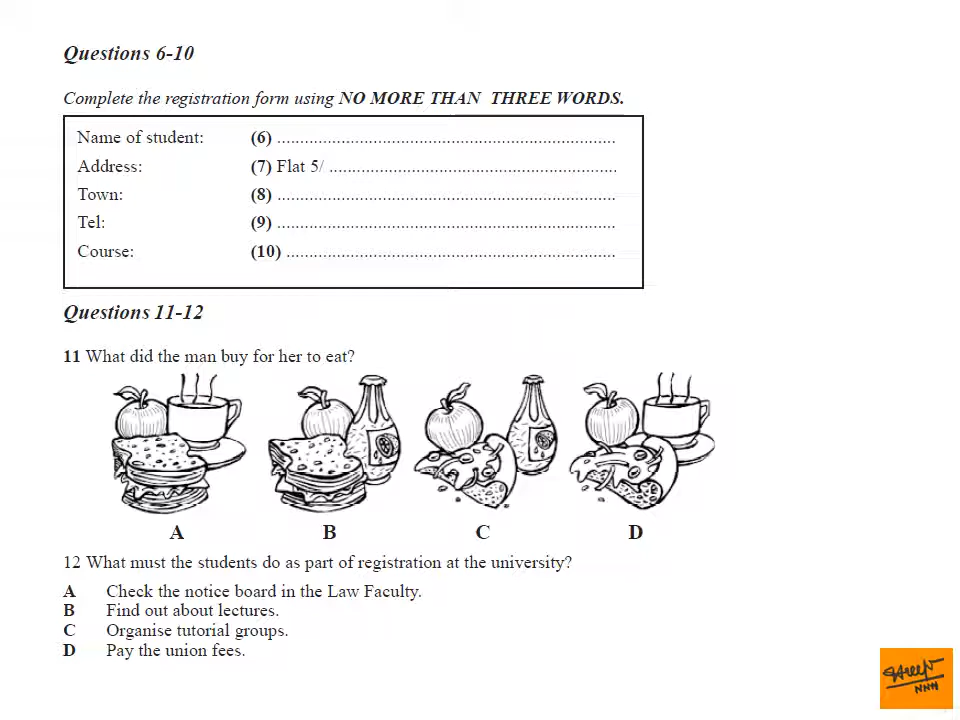 Questions 6-10
Complete the registration form using NO MORE THAN THREE WORDS.
Name of student: (6) ..........................................................................
Address: (7) Flat 5/ ...............................................................
Town: (8) ..........................................................................
Tel: (9) ..........................................................................
Course: (10) ........................................................................
Questions 11-12
11 What did the man buy for her to eat?
A B C D
12 What must the students do as part of registration at the university?
A Check the notice board in the Law Faculty.
B Find out about lectures.
C Organise tutorial groups.
D Pay the union fees.